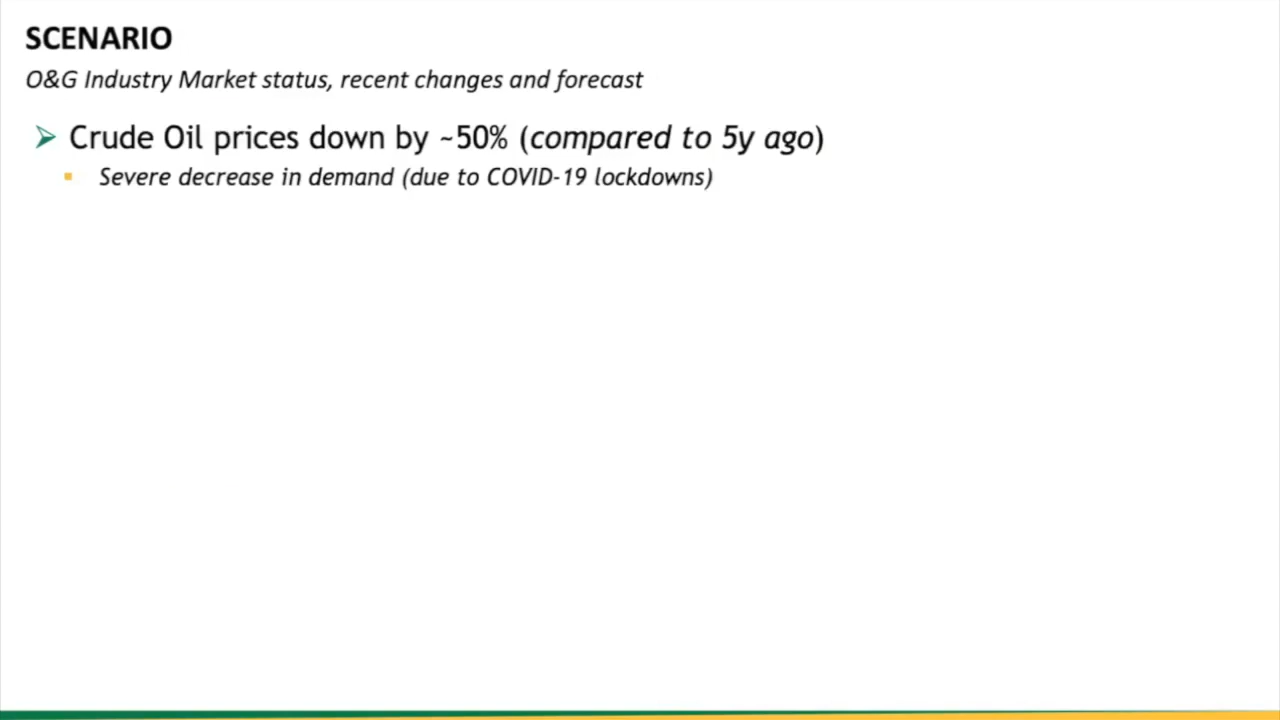 SCENARIO
O&G Industry Market status, recent changes and forecast
Crude Oil prices down by ~50% (compared to 5y ago)
Severe decrease in demand (due to COVID-19 lockdowns)